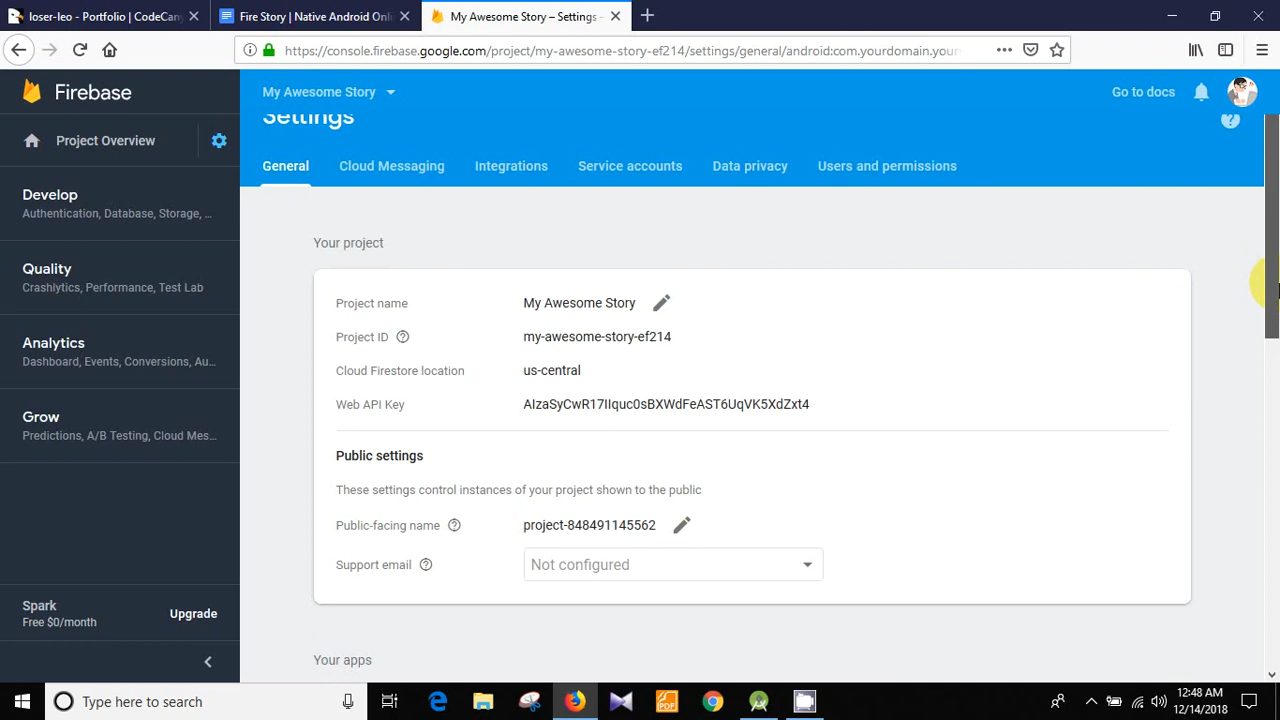 loser-leo - Portfolio | CodeCany
Fire Story | Native Android Onli
My Awesome Story – Settings –
https://console.firebase.google.com/project/my-awesome-story-ef214/settings/general/android:com.yourdomain.your
Firebase
My Awesome Story
Go to docs
Settings
Project Overview
General
Cloud Messaging
Integrations
Service accounts
Data privacy
Users and permissions
Develop
Authentication, Database, Storage, ...
Quality
Crashlytics, Performance, Test Lab
Analytics
Dashboard, Events, Conversions, Au...
Grow
Predictions, A/B Testing, Cloud Mes...
Spark
Free $0/month
Upgrade
Your project
Project name
My Awesome Story
Project ID
my-awesome-story-ef214
Cloud Firestore location
us-central
Web API Key
AIzaSyCwR17IIquc0sBXWdFeAST6UqVK5XdZxt4
Public settings
These settings control instances of your project shown to the public
Public-facing name
project-848491145562
Support email
Not configured
Your apps
Type here to search
12:48 AM
12/14/2018